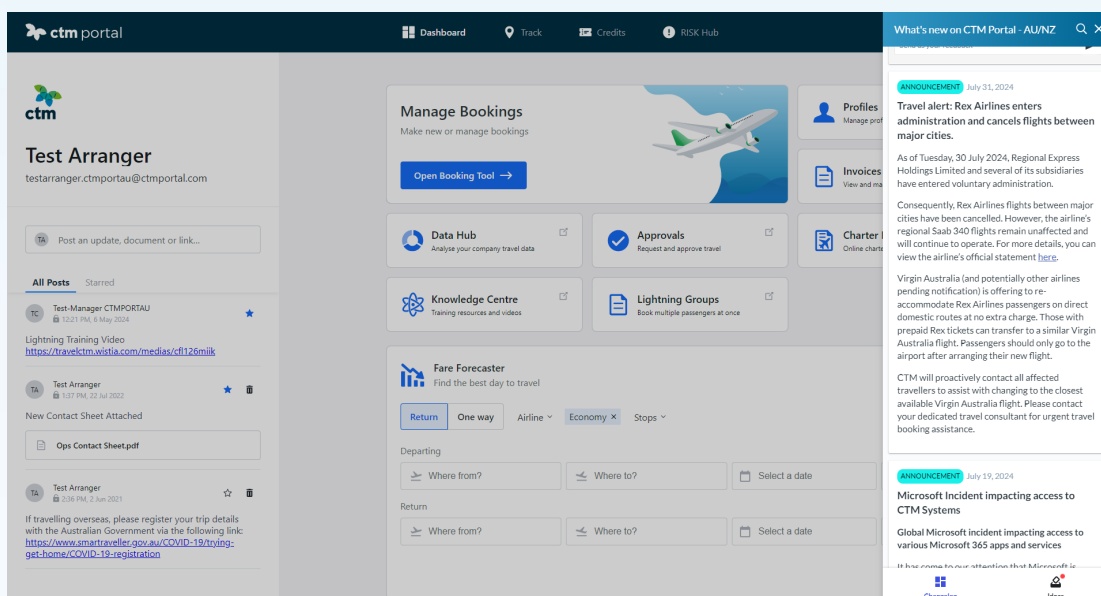 ctm portal
Dashboard
Track
Credits
RISK Hub
What's new on CTM Portal - AU/NZ
ctm
Test Arranger
testarranger.ctmportau@ctmportal.com
TA
Post an update, document or link...
All Posts
Starred
TC
Test-Manager CTMPORTAU
12:21 PM, 6 May 2024
Lightning Training Video
https://travelctm.wistia.com/medias/cfl126miik
TA
Test Arranger
1:37 PM, 22 Jul 2022
New Contact Sheet Attached
Ops Contact Sheet.pdf
TA
Test Arranger
2:36 PM, 2 Jun 2021
If travelling overseas, please register your trip details
with the Australian Government via the following link:
https://www.smartraveller.gov.au/COVID-19/trying-
get-home/COVID-19-registration
Manage Bookings
Make new or manage bookings
Open Booking Tool →
Profiles
Manage prof
Invoices
View and ma
Data Hub
Analyse your company travel data
Approvals
Request and approve travel
Charter
Online charte
Knowledge Centre
Training resources and videos
Lightning Groups
Book multiple passengers at once
Fare Forecaster
Find the best day to travel
Return
One way
Airline
Economy ×
Stops
Departing
Where from?
Where to?
Select a date
Return
Where from?
Where to?
Select a date
ANNOUNCEMENT July 31, 2024
Travel alert: Rex Airlines enters
administration and cancels flights between
major cities.
As of Tuesday, 30 July 2024, Regional Express
Holdings Limited and several of its subsidiaries
have entered voluntary administration.
Consequently, Rex Airlines flights between major
cities have been cancelled. However, the airline's
regional Saab 340 flights remain unaffected and
will continue to operate. For more details, you can
view the airline's official statement here.
Virgin Australia (and potentially other airlines
pending notification) is offering to re-
accommodate Rex Airlines passengers on direct
domestic routes at no extra charge. Those with
prepaid Rex tickets can transfer to a similar Virgin
Australia flight. Passengers should only go to the
airport after arranging their new flight.
CTM will proactively contact all affected
travellers to assist with changing to the closest
available Virgin Australia flight. Please contact
your dedicated travel consultant for urgent travel
booking assistance.
ANNOUNCEMENT July 19, 2024
Microsoft Incident impacting access to
CTM Systems
Global Microsoft incident impacting access to
various Microsoft 365 apps and services
It has come to our attention that Microsoft is